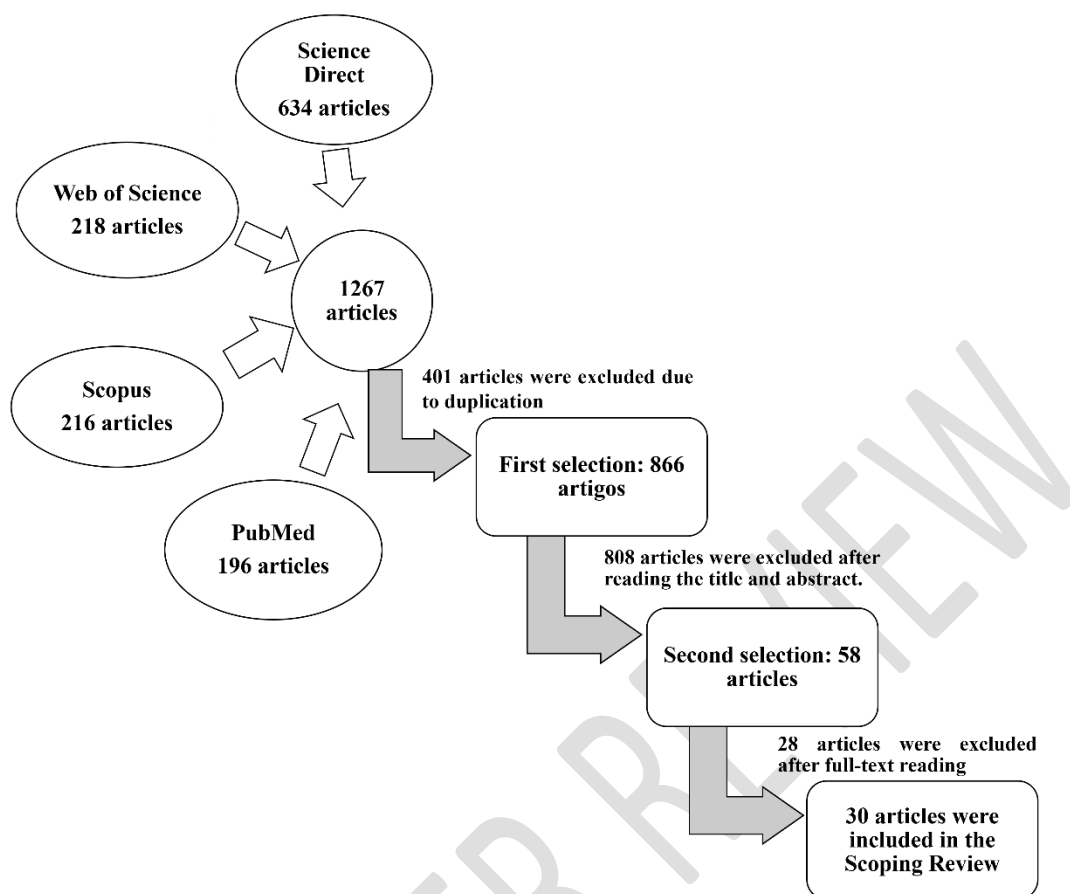 Science
Direct
634 articles
Web of Science
218 articles
1267
articles
Scopus
216 articles
401 articles were excluded due
to duplication
First selection: 866
artigos
PubMed
196 articles
808 articles were excluded after
reading the title and abstract.
Second selection: 58
articles
28 articles were excluded
after full-text reading
30 articles were
included in the
Scoping Review
ER REVIEW